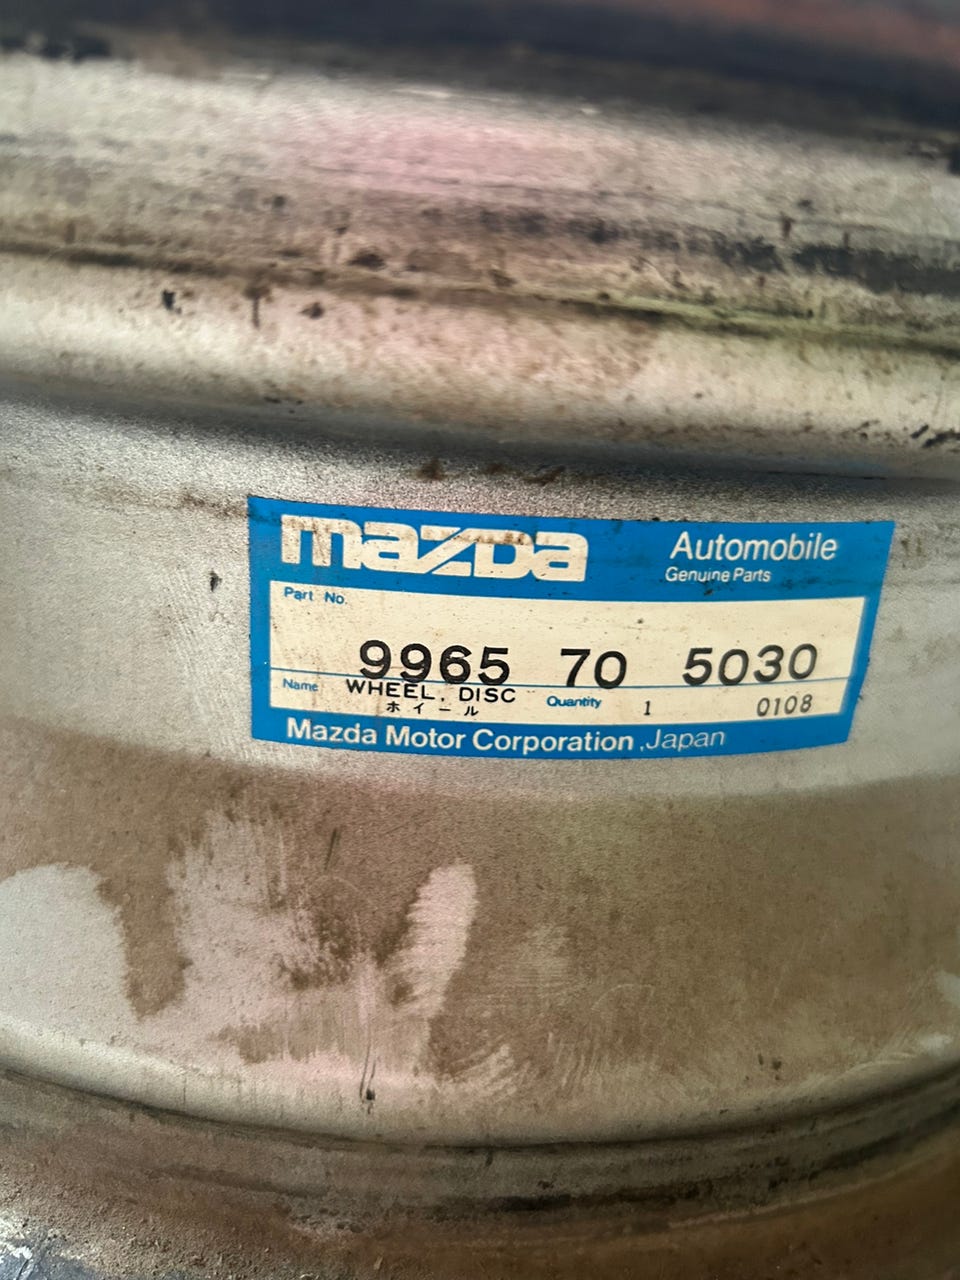 mazda
Automobile
Genuine Parts
Part No.
9965 70 5030
Name WHEEL, DISC Quantity 1 0108
ホイール
Mazda Motor Corporation , Japan